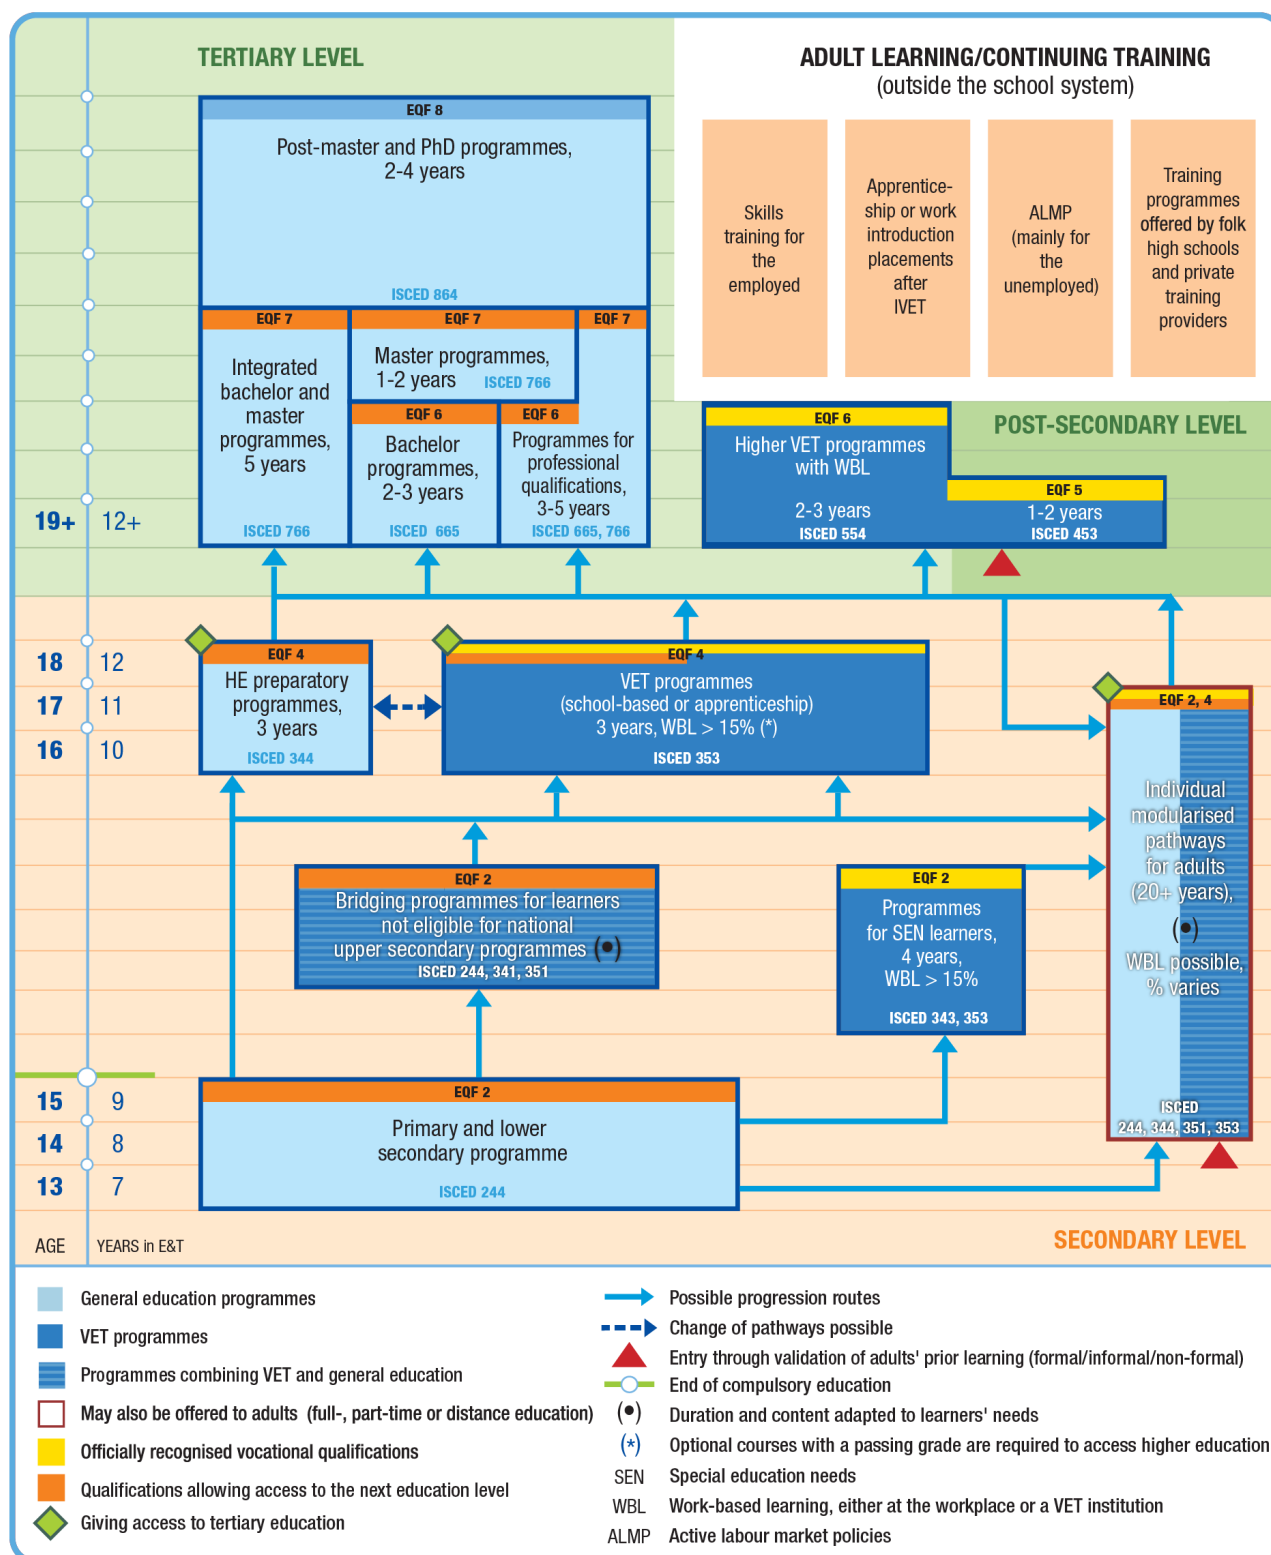 TERTIARY LEVEL
ADULT LEARNING/CONTINUING TRAINING
(outside the school system)
EQF 8
Post-master and PhD programmes,
2-4 years
ISCED 864
Skills
training for
the
employed
Apprentice-
ship or work
introduction
placements
after
IVET
ALMP
(mainly for
the
unemployed)
Training
programmes
offered by folk
high schools
and private
training
providers
EQF 7
Integrated
bachelor and
master
programmes,
5 years
ISCED 766
EQF 7
Master programmes,
1-2 years ISCED 766
EQF 7
EQF 6
Bachelor
programmes,
2-3 years
ISCED 665
EQF 6
Programmes for
professional
qualifications,
3-5 years
ISCED 665, 766
EQF 6
Higher VET programmes
with WBL
2-3 years
ISCED 554
POST-SECONDARY LEVEL
EQF 5
1-2 years
ISCED 453
19+ 12+
18 12
17 11
16 10
EQF 4
HE preparatory
programmes,
3 years
ISCED 344
EQF 4
VET programmes
(school-based or apprenticeship)
3 years, WBL > 15% (*)
ISCED 353
EQF 2, 4
Individual
modularised
pathways
for adults
(20+ years),
(•)
WBL possible,
% varies
ISCED
244, 344, 351, 353
EQF 2
Bridging programmes for learners
not eligible for national
upper secondary programmes (•)
ISCED 244, 341, 351
EQF 2
Programmes
for SEN learners,
4 years,
WBL > 15%
ISCED 343, 353
15 9
14 8
13 7
EQF 2
Primary and lower
secondary programme
ISCED 244
AGE YEARS in E&T
SECONDARY LEVEL
General education programmes
VET programmes
Programmes combining VET and general education
May also be offered to adults (full-, part-time or distance education)
Officially recognised vocational qualifications
Qualifications allowing access to the next education level
Giving access to tertiary education
Possible progression routes
Change of pathways possible
Entry through validation of adults' prior learning (formal/informal/non-formal)
End of compulsory education
(•) Duration and content adapted to learners' needs
(*) Optional courses with a passing grade are required to access higher education
SEN Special education needs
WBL Work-based learning, either at the workplace or a VET institution
ALMP Active labour market policies